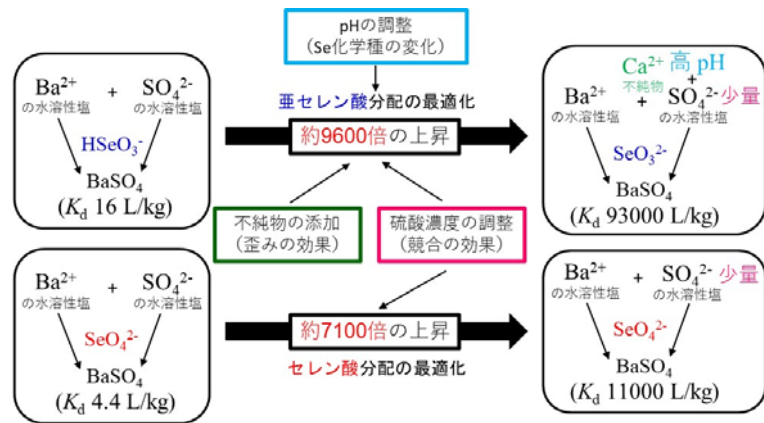 pHの調整
(Se化学種の変化)
Ba²⁺ + SO₄²⁻
の水溶性塩 の水溶性塩
HSeO₃⁻
BaSO₄
(Kd 16 L/kg)
亜セレン酸分配の最適化
約9600倍の上昇
Ca²⁺ 高 pH
不純物 +
Ba²⁺ + SO₄²⁻ 少量
の水溶性塩 の水溶性塩
SeO₃²⁻
BaSO₄
(Kd 93000 L/kg)
不純物の添加
(歪みの効果)
硫酸濃度の調整
(競合の効果)
Ba²⁺ + SO₄²⁻
の水溶性塩 の水溶性塩
SeO₄²⁻
BaSO₄
(Kd 4.4 L/kg)
約7100倍の上昇
セレン酸分配の最適化
Ba²⁺ + SO₄²⁻ 少量
の水溶性塩 の水溶性塩
SeO₄²⁻
BaSO₄
(Kd 11000 L/kg)